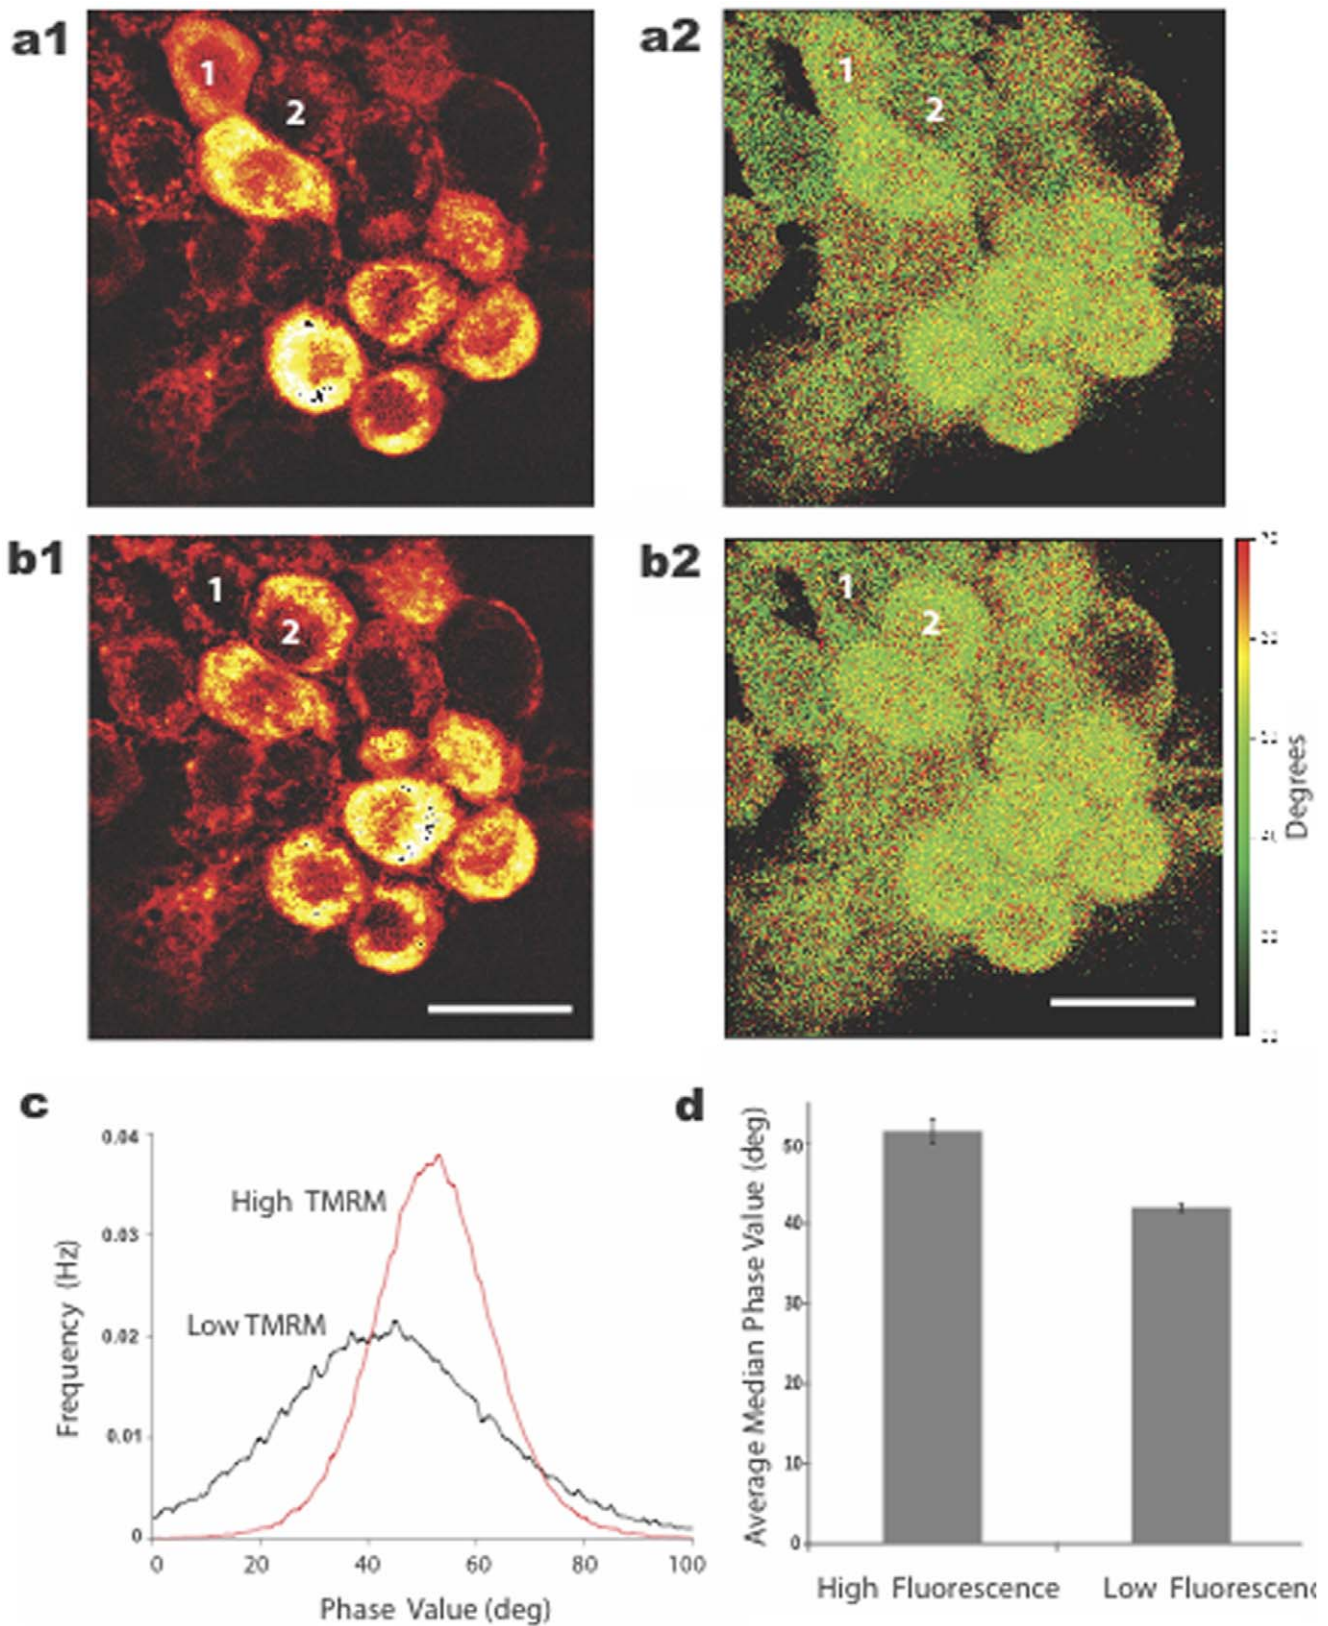 a1
1
2
a2
1
2
b1
1
2
b2
1
2
Degrees
c
0.04
0.03
0.02
0.01
0
High TMRM
Low TMRM
Frequency (Hz)
0
20
40
60
80
100
Phase Value (deg)
d
50
40
30
20
10
0
Average Median Phase Value (deg)
High Fluorescence
Low Fluorescenc